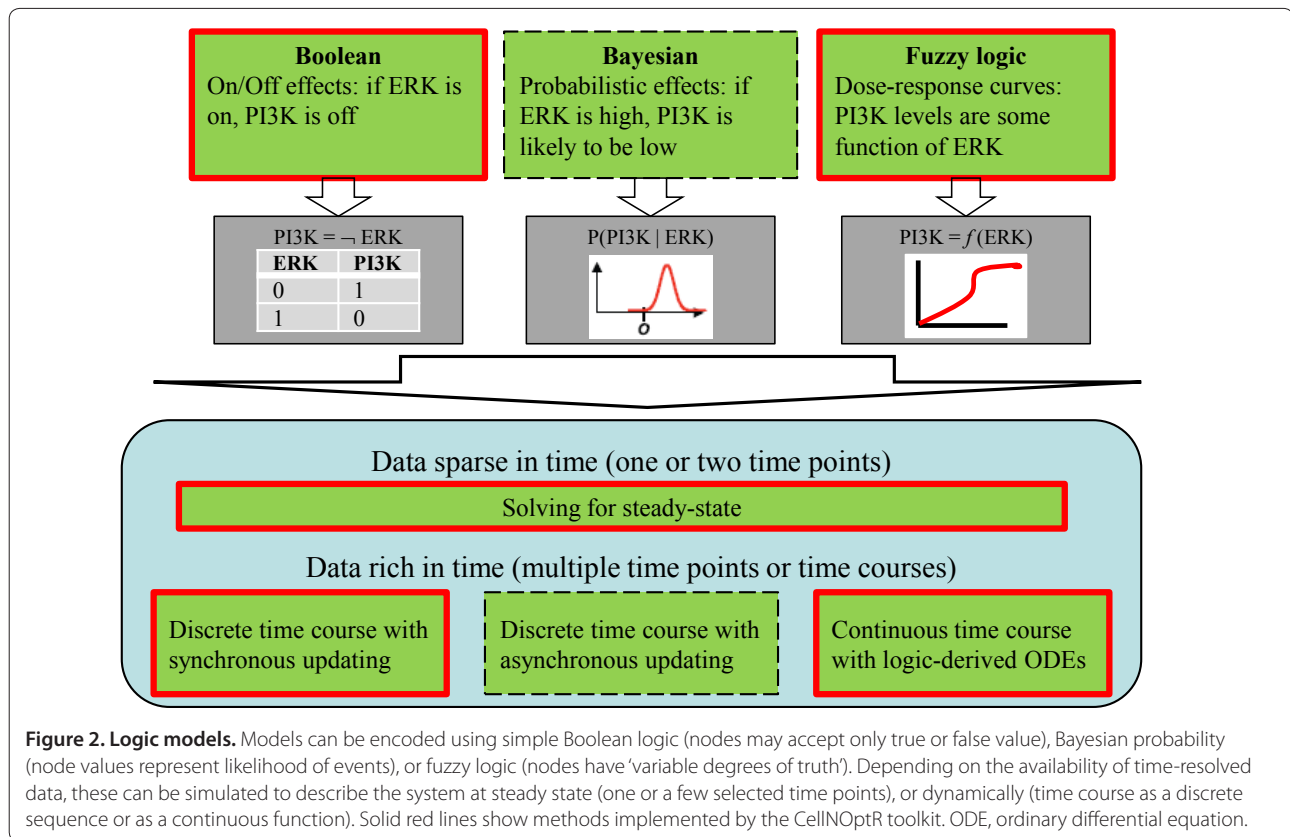 Boolean
On/Off effects: if ERK is
on, PI3K is off
Bayesian
Probabilistic effects: if
ERK is high, PI3K is
likely to be low
Fuzzy logic
Dose-response curves:
PI3K levels are some
function of ERK
PI3K = ¬ ERK
ERK PI3K
0 1
1 0
P(PI3K | ERK)
0
PI3K = f(ERK)
Data sparse in time (one or two time points)
Solving for steady-state
Data rich in time (multiple time points or time courses)
Discrete time course with
synchronous updating
Discrete time course with
asynchronous updating
Continuous time course
with logic-derived ODEs
Figure 2. Logic models. Models can be encoded using simple Boolean logic (nodes may accept only true or false value), Bayesian probability
(node values represent likelihood of events), or fuzzy logic (nodes have ‘variable degrees of truth’). Depending on the availability of time-resolved
data, these can be simulated to describe the system at steady state (one or a few selected time points), or dynamically (time course as a discrete
sequence or as a continuous function). Solid red lines show methods implemented by the CellNOptR toolkit. ODE, ordinary differential equation.